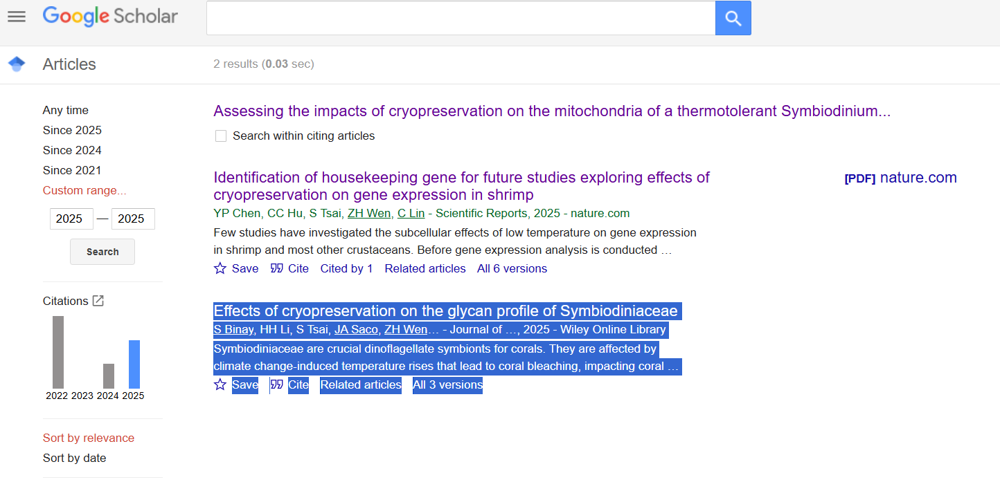 Google Scholar
Articles
2 results (0.03 sec)
Any time
Since 2025
Since 2024
Since 2021
Custom range...
2025 — 2025
Search
Citations
2022 2023 2024 2025
Sort by relevance
Sort by date
Assessing the impacts of cryopreservation on the mitochondria of a thermotolerant Symbiodinium...
Search within citing articles
Identification of housekeeping gene for future studies exploring effects of
cryopreservation on gene expression in shrimp
[PDF] nature.com
YP Chen, CC Hu, S Tsai, ZH Wen, C Lin - Scientific Reports, 2025 - nature.com
Few studies have investigated the subcellular effects of low temperature on gene expression
in shrimp and most other crustaceans. Before gene expression analysis is conducted …
Save Cite Cited by 1 Related articles All 6 versions
Effects of cryopreservation on the glycan profile of Symbiodiniaceae
S Binay, HH Li, S Tsai, JA Saco, ZH Wen… - Journal of …, 2025 - Wiley Online Library
Symbiodiniaceae are crucial dinoflagellate symbionts for corals. They are affected by
climate change-induced temperature rises that lead to coral bleaching, impacting coral …
Save Cite Related articles All 3 versions